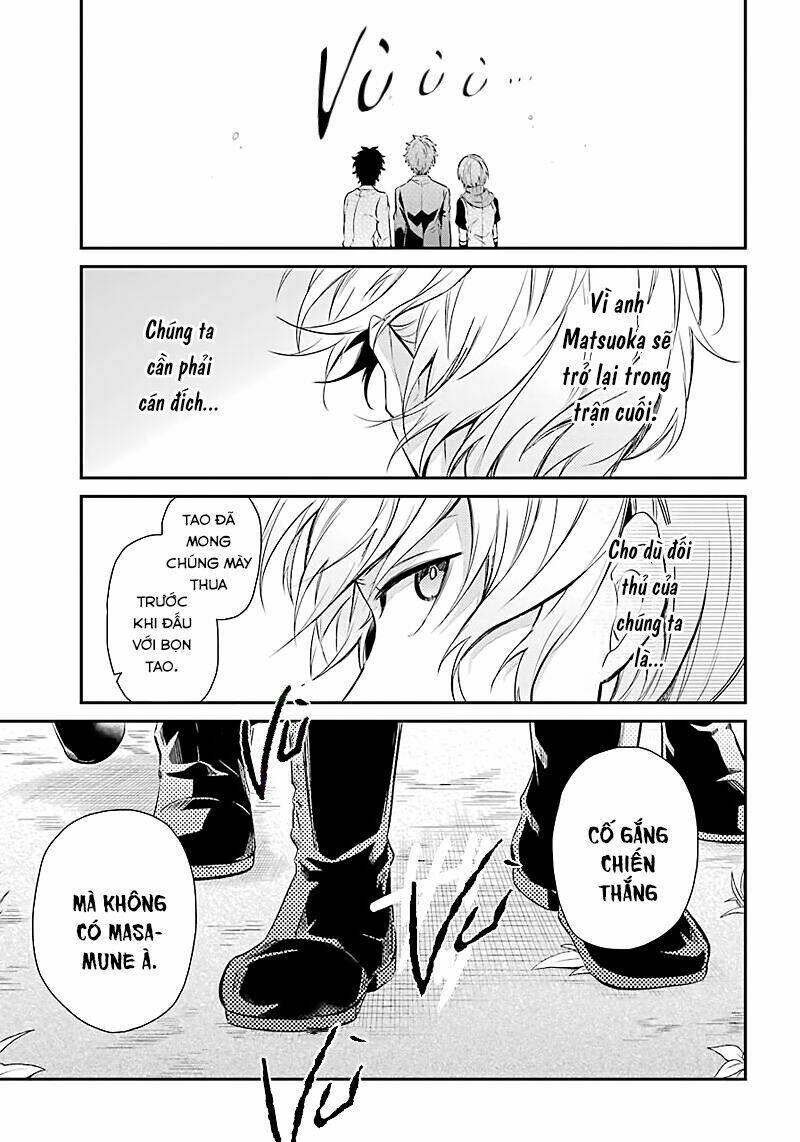 Vùùù...
Vì anh
Matsuoka sẽ
trở lại trong
trận cuối.
Chúng ta
cần phải
cán đích...
Cho dù đối
thủ của
chúng ta
là...
TAO ĐÃ
MONG
CHÚNG MÀY
THUA
TRƯỚC
KHI ĐẤU
VỚI BỌN
TAO.
CỐ GẮNG
CHIẾN
THẮNG
MÀ KHÔNG
CÓ MASA-
MUNE À.
Vù
Vù
Vù